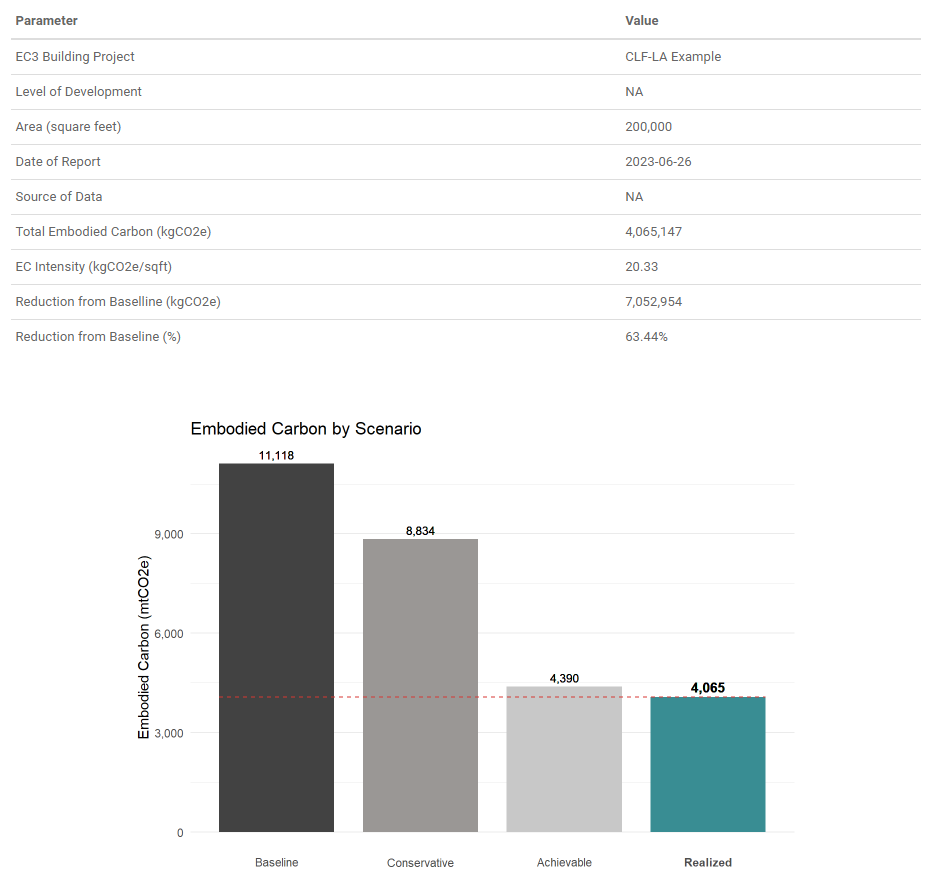 Parameter Value
EC3 Building Project CLF-LA Example
Level of Development NA
Area (square feet) 200,000
Date of Report 2023-06-26
Source of Data NA
Total Embodied Carbon (kgCO2e) 4,065,147
EC Intensity (kgCO2e/sqft) 20.33
Reduction from Baselline (kgCO2e) 7,052,954
Reduction from Baseline (%) 63.44%
Embodied Carbon by Scenario
11,118
8,834
4,390
4,065
Embodied Carbon (mtCO2e)
9,000
6,000
3,000
0
Baseline Conservative Achievable Realized